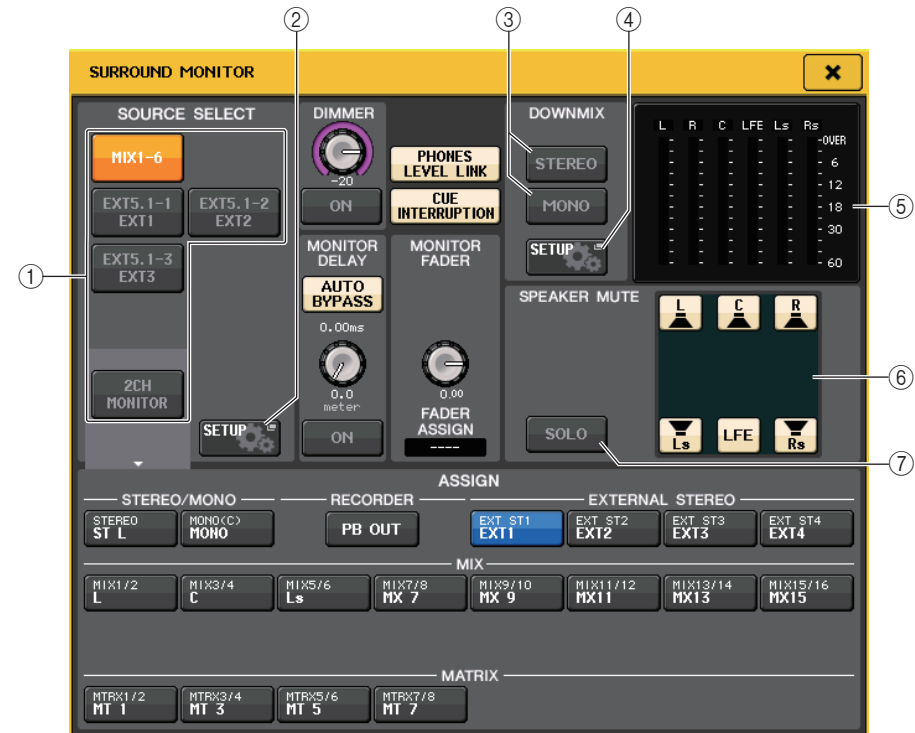 ② ③ ④
SURROUND MONITOR ×
SOURCE SELECT
MIX1-6
EXT5.1-1
EXT1
EXT5.1-2
EXT2
EXT5.1-3
EXT3
①
2CH
MONITOR
SETUP
DIMMER
-20
ON
PHONES
LEVEL LINK
CUE
INTERRUPTION
MONITOR
DELAY
AUTO
BYPASS
0.00ms
0.0
meter
ON
MONITOR
FADER
0.00
FADER
ASSIGN
----
DOWNMIX
STEREO
MONO
SETUP
L R C LFE Ls Rs
OVER
6
12
18
30
60
⑤
SPEAKER MUTE
L C R
Ls LFE Rs
⑥
SOLO
⑦
ASSIGN
STEREO/MONO
STEREO
ST L
MONO(C)
MONO
RECORDER
PB OUT
EXTERNAL STEREO
EXT ST1
EXT1
EXT ST2
EXT2
EXT ST3
EXT3
EXT ST4
EXT4
MIX
MIX1/2
L
MIX3/4
C
MIX5/6
Ls
MIX7/8
MX 7
MIX9/10
MX 9
MIX11/12
MX11
MIX13/14
MX13
MIX15/16
MX15
MATRIX
MTRX1/2
MT 1
MTRX3/4
MT 3
MTRX5/6
MT 5
MTRX7/8
MT 7